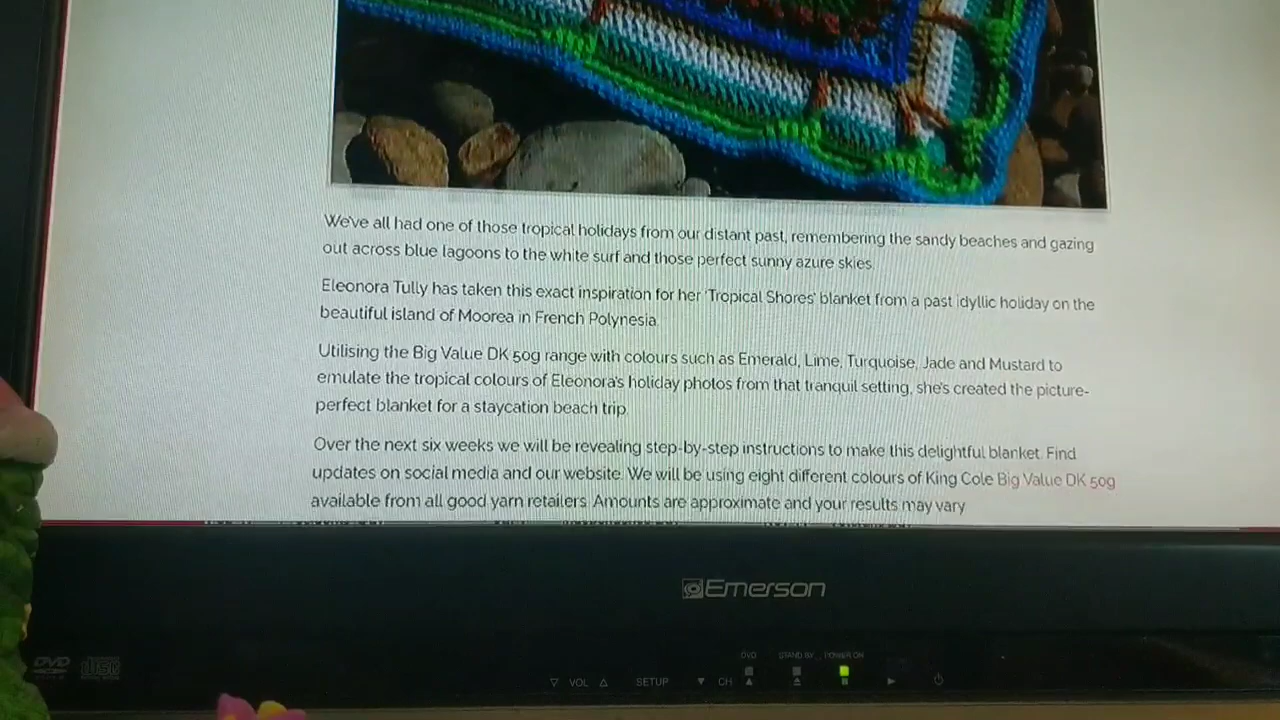 We've all had one of those tropical holidays from our distant past, remembering the sandy beaches and gazing
out across blue lagoons to the white surf and those perfect sunny azure skies.
Eleonora Tully has taken this exact inspiration for her 'Tropical Shores' blanket from a past idyllic holiday on the
beautiful island of Moorea in French Polynesia.
Utilising the Big Value DK 50g range with colours such as Emerald, Lime, Turquoise, Jade and Mustard to
emulate the tropical colours of Eleonora's holiday photos from that tranquil setting, she's created the picture-
perfect blanket for a staycation beach trip.
Over the next six weeks we will be revealing step-by-step instructions to make this delightful blanket. Find
updates on social media and our website. We will be using eight different colours of King Cole Big Value DK 50g
available from all good yarn retailers. Amounts are approximate and your results may vary
Emerson
DVD STAND BY POWER ON
DVD disc
VOL SETUP CH